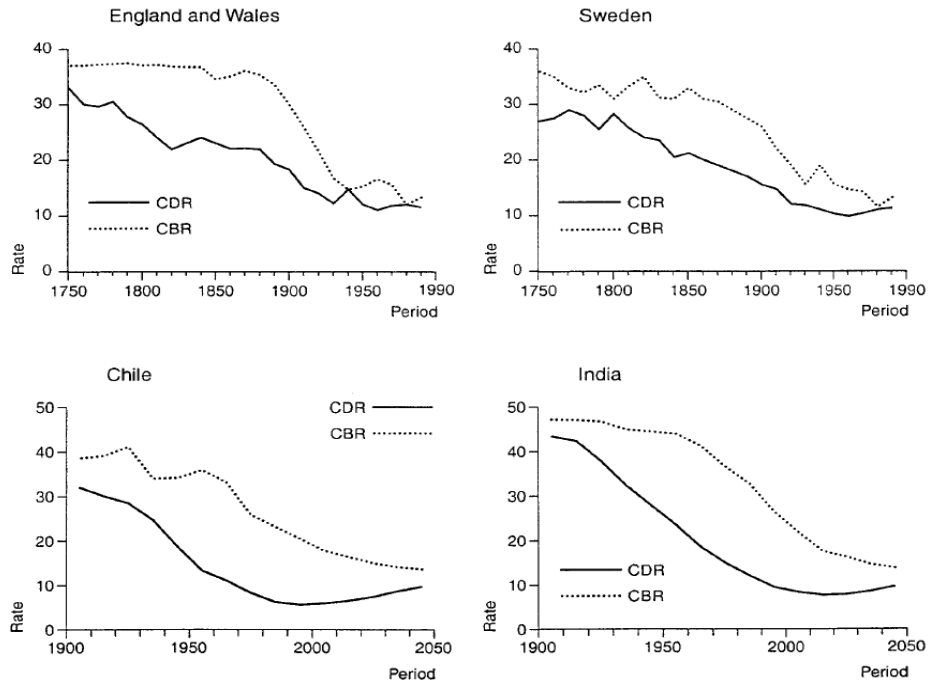 England and Wales
40
30
20
10
0
Rate
CDR
CBR
1750 1800 1850 1900 1950 1990
Period
Sweden
40
30
20
10
0
Rate
CDR
CBR
1750 1800 1850 1900 1950 1990
Period
Chile
50
40
30
20
10
0
Rate
CDR
CBR
1900 1950 2000 2050
Period
India
50
40
30
20
10
0
Rate
CDR
CBR
1900 1950 2000 2050
Period